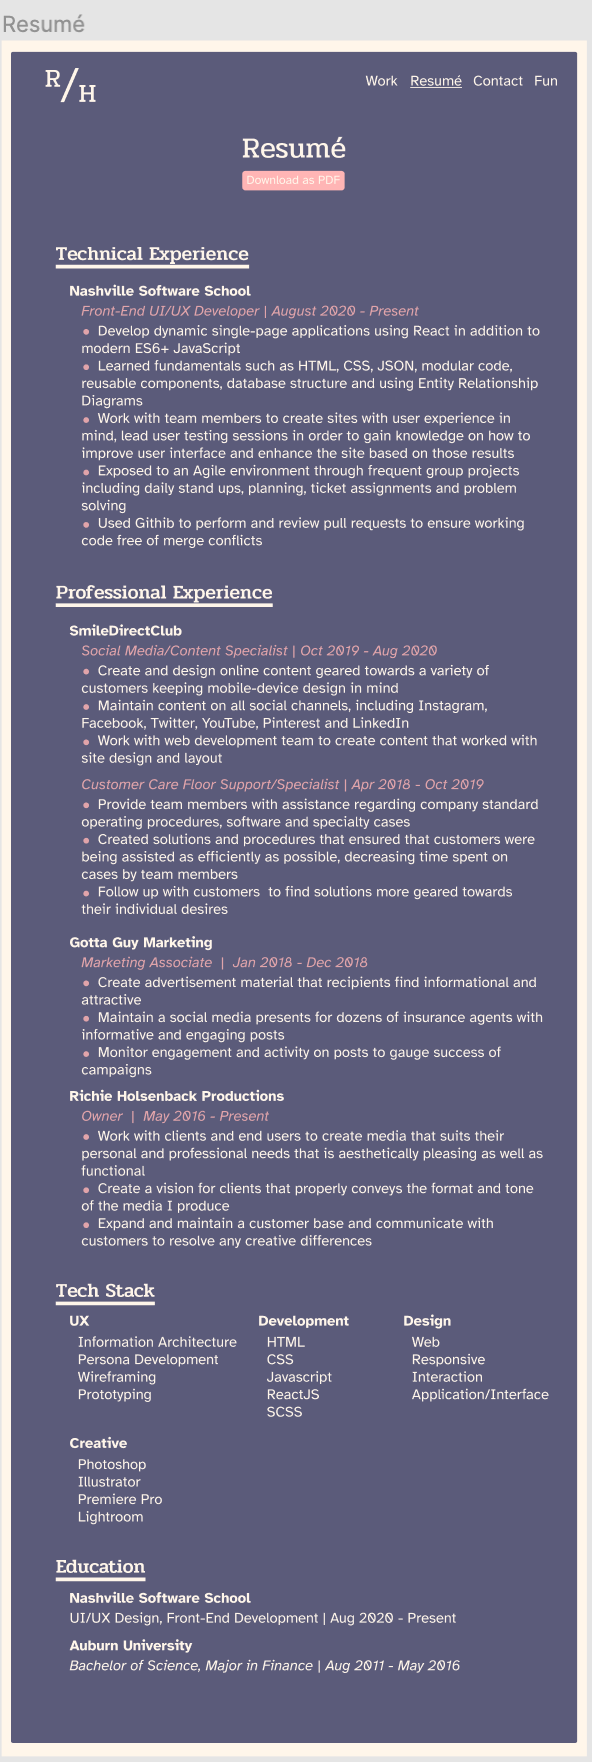 Resumé
R/H
Work Resumé Contact Fun
Resumé
Download as PDF
Technical Experience
Nashville Software School
Front-End UI/UX Developer | August 2020 - Present
● Develop dynamic single-page applications using React in addition to
modern ES6+ JavaScript
● Learned fundamentals such as HTML, CSS, JSON, modular code,
reusable components, database structure and using Entity Relationship
Diagrams
● Work with team members to create sites with user experience in
mind, lead user testing sessions in order to gain knowledge on how to
improve user interface and enhance the site based on those results
● Exposed to an Agile environment through frequent group projects
including daily stand ups, planning, ticket assignments and problem
solving
● Used Githib to perform and review pull requests to ensure working
code free of merge conflicts
Professional Experience
SmileDirectClub
Social Media/Content Specialist | Oct 2019 - Aug 2020
● Create and design online content geared towards a variety of
customers keeping mobile-device design in mind
● Maintain content on all social channels, including Instagram,
Facebook, Twitter, YouTube, Pinterest and LinkedIn
● Work with web development team to create content that worked with
site design and layout
Customer Care Floor Support/Specialist | Apr 2018 - Oct 2019
● Provide team members with assistance regarding company standard
operating procedures, software and specialty cases
● Created solutions and procedures that ensured that customers were
being assisted as efficiently as possible, decreasing time spent on
cases by team members
● Follow up with customers  to find solutions more geared towards
their individual desires
Gotta Guy Marketing
Marketing Associate | Jan 2018 - Dec 2018
● Create advertisement material that recipients find informational and
attractive
● Maintain a social media presents for dozens of insurance agents with
informative and engaging posts
● Monitor engagement and activity on posts to gauge success of
campaigns
Richie Holsenback Productions
Owner | May 2016 - Present
● Work with clients and end users to create media that suits their
personal and professional needs that is aesthetically pleasing as well as
functional
● Create a vision for clients that properly conveys the format and tone
of the media I produce
● Expand and maintain a customer base and communicate with
customers to resolve any creative differences
Tech Stack
UX
Information Architecture
Persona Development
Wireframing
Prototyping
Development
HTML
CSS
Javascript
ReactJS
SCSS
Design
Web
Responsive
Interaction
Application/Interface
Creative
Photoshop
Illustrator
Premiere Pro
Lightroom
Education
Nashville Software School
UI/UX Design, Front-End Development | Aug 2020 - Present
Auburn University
Bachelor of Science, Major in Finance | Aug 2011 - May 2016